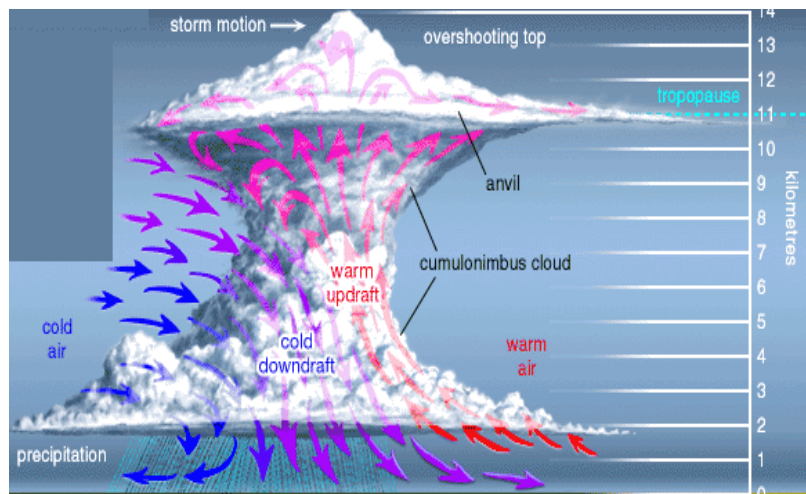 storm motion
overshooting top
14
13
12
tropopause
11
10
anvil
9
kilometres
8
cumulonimbus cloud
7
warm
updraft
6
cold
air
5
cold
downdraft
warm
air
4
3
2
precipitation
1
0